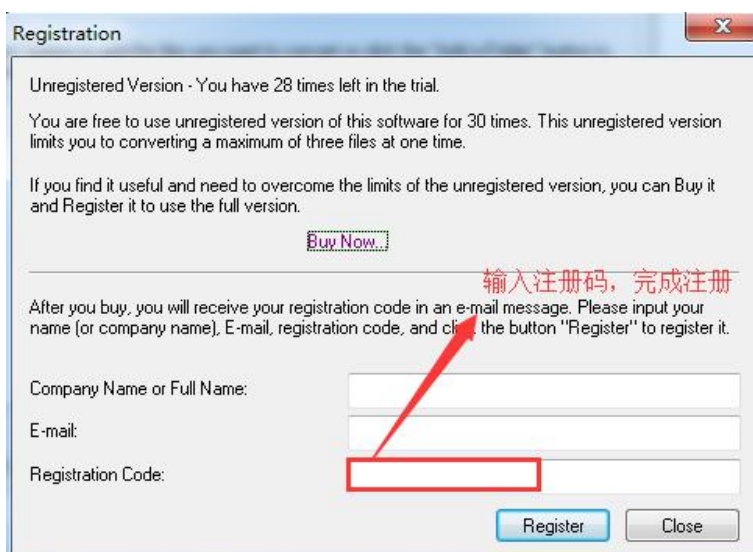 Registration
Unregistered Version - You have 28 times left in the trial.
You are free to use unregistered version of this software for 30 times. This unregistered version
limits you to converting a maximum of three files at one time.
If you find it useful and need to overcome the limits of the unregistered version, you can Buy it
and Register it to use the full version.
Buy Now...
输入注册码，完成注册
After you buy, you will receive your registration code in an e-mail message. Please input your
name (or company name), E-mail, registration code, and click the button "Register" to register it.
Company Name or Full Name:
E-mail:
Registration Code:
Register
Close